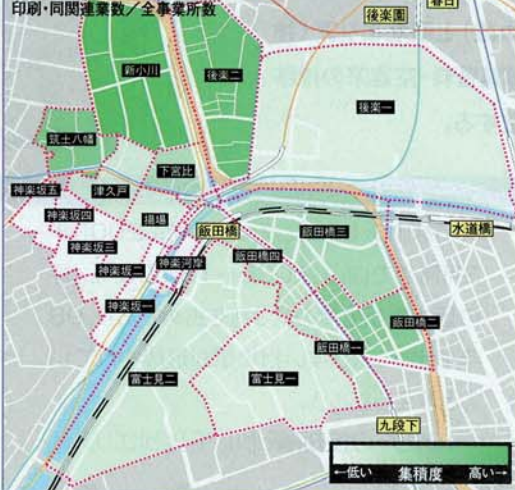 印刷・同関連業数／全事業所数
春日
後楽園
新小川
後楽二
後楽一
筑土八幡
下宮比
神楽坂五
津久戸
神楽坂四
揚場
神楽坂三
飯田橋
飯田橋三
水道橋
神楽坂二
神楽河岸
飯田橋四
神楽坂一
飯田橋二
飯田橋一
富士見二
富士見一
九段下
←低い 集積度 高い→